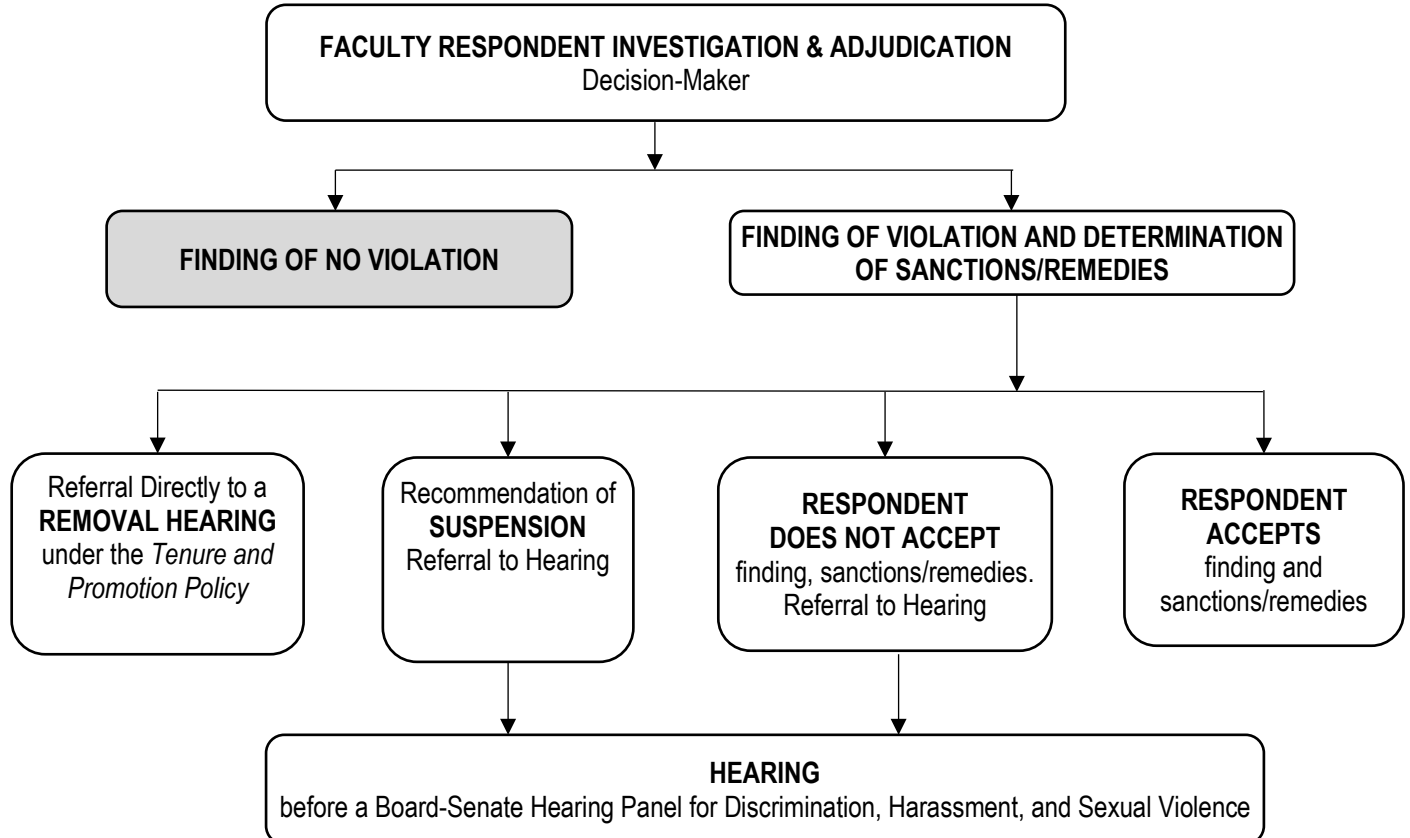 FACULTY RESPONDENT INVESTIGATION & ADJUDICATION
Decision-Maker
FINDING OF NO VIOLATION
FINDING OF VIOLATION AND DETERMINATION
OF SANCTIONS/REMEDIES
Referral Directly to a
REMOVAL HEARING
under the Tenure and
Promotion Policy
Recommendation of
SUSPENSION
Referral to Hearing
RESPONDENT
DOES NOT ACCEPT
finding, sanctions/remedies.
Referral to Hearing
RESPONDENT
ACCEPTS
finding and
sanctions/remedies
HEARING
before a Board-Senate Hearing Panel for Discrimination, Harassment, and Sexual Violence